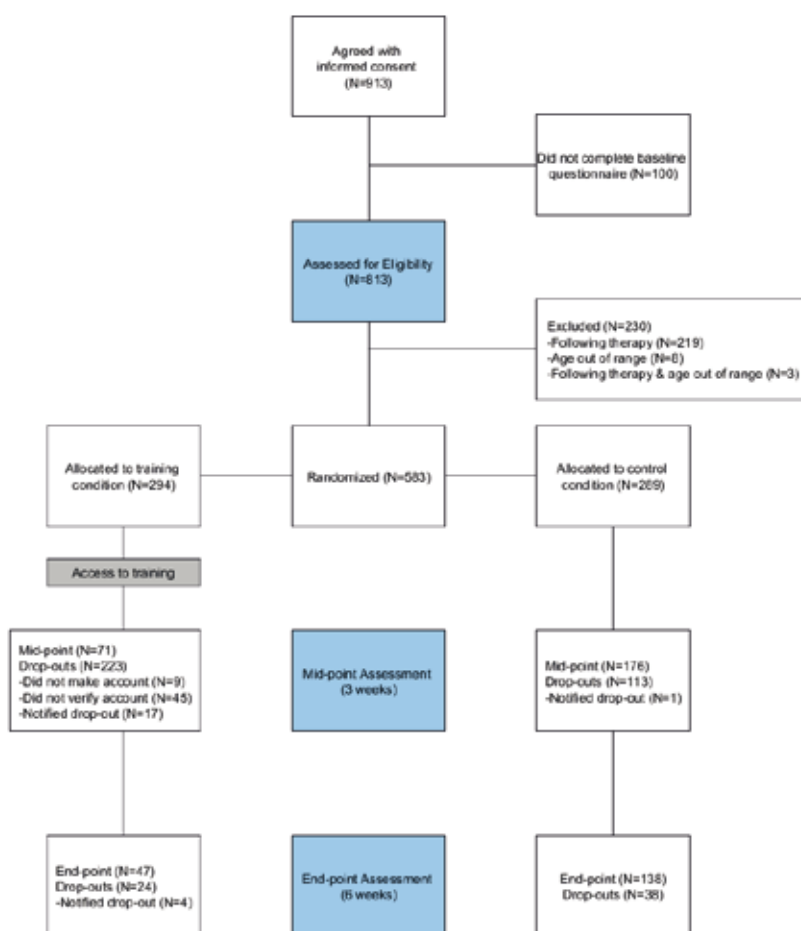 Agreed with
informed consent
(N=913)
Did not complete baseline
questionnaire (N=100)
Assessed for Eligibility
(N=813)
Excluded (N=230)
-Following therapy (N=219)
-Age out of range (N=8)
-Following therapy & age out of range (N=3)
Allocated to training
condition (N=294)
Randomized (N=583)
Allocated to control
condition (N=289)
Access to training
Mid-point (N=71)
Drop-outs (N=223)
-Did not make account (N=9)
-Did not verify account (N=45)
-Notified drop-out (N=17)
Mid-point Assessment
(3 weeks)
Mid-point (N=176)
Drop-outs (N=113)
-Notified drop-out (N=1)
End-point (N=47)
Drop-outs (N=24)
-Notified drop-out (N=4)
End-point Assessment
(6 weeks)
End-point (N=138)
Drop-outs (N=38)